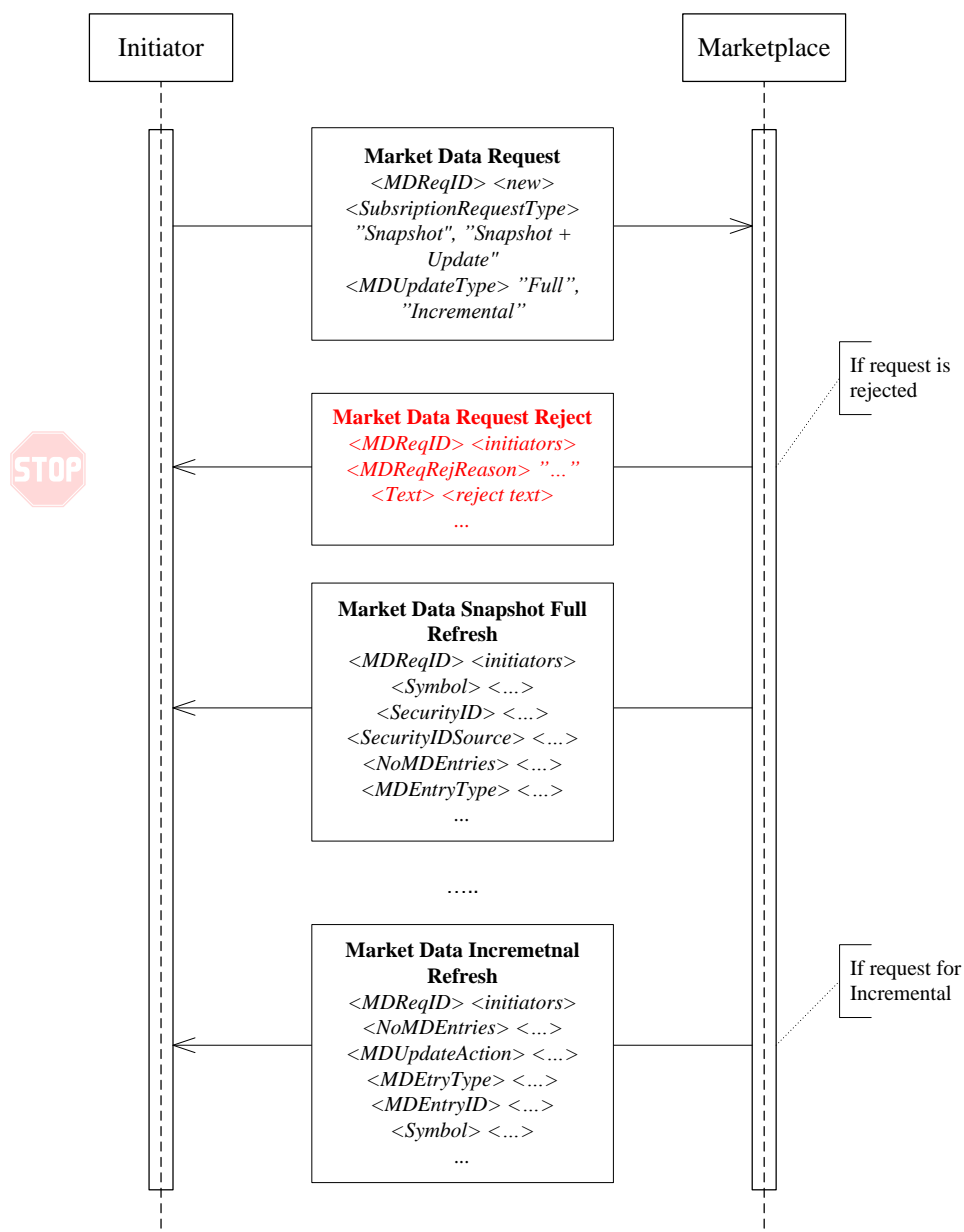 Initiator
Marketplace
Market Data Request
<MDReqID> <new>
<SubsriptionRequestType>
”Snapshot", ”Snapshot +
Update"
<MDUpdateType> ”Full”,
”Incremental”
If request is
rejected
Market Data Request Reject
<MDReqID> <initiators>
<MDReqRejReason> ”…”
<Text> <reject text>
...
STOP
Market Data Snapshot Full
Refresh
<MDReqID> <initiators>
<Symbol> <…>
<SecurityID> <…>
<SecurityIDSource> <…>
<NoMDEntries> <…>
<MDEntryType> <…>
...
…..
Market Data Incremetnal
Refresh
<MDReqID> <initiators>
<NoMDEntries> <…>
<MDUpdateAction> <…>
<MDEtryType> <…>
<MDEntryID> <…>
<Symbol> <…>
...
If request for
Incremental